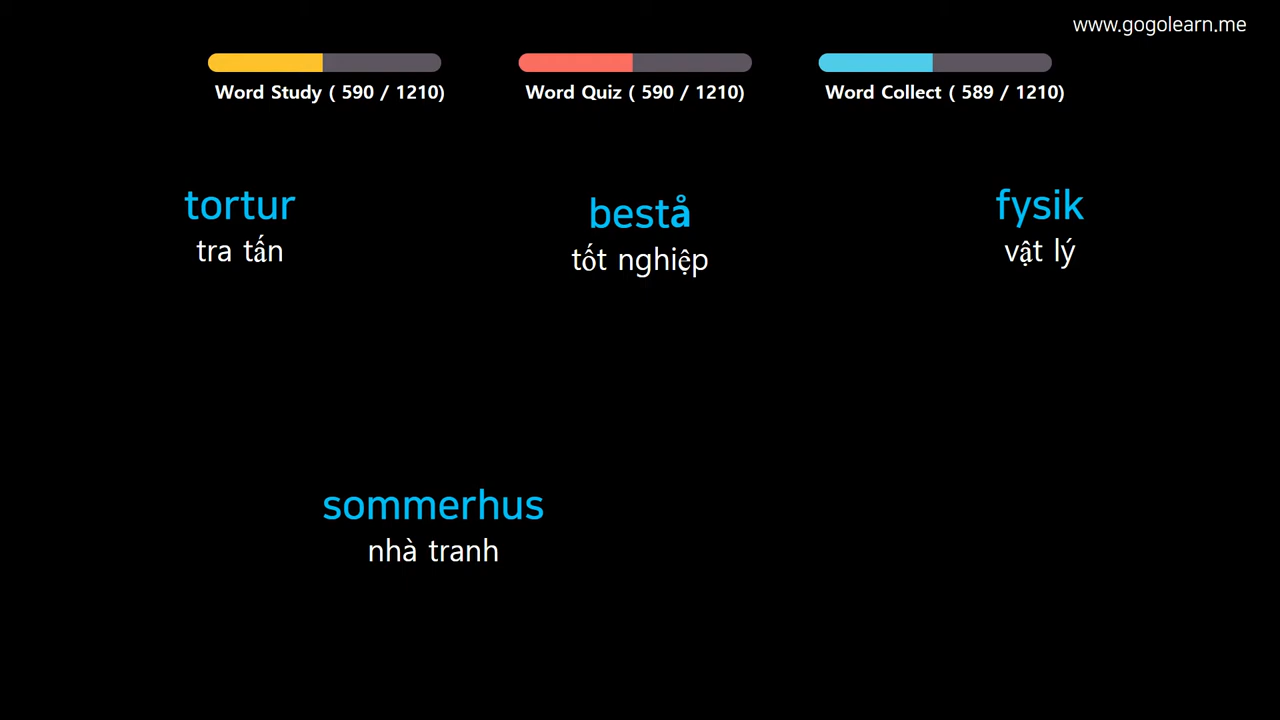 www.gogolearn.me
Word Study ( 590 / 1210)
Word Quiz ( 590 / 1210)
Word Collect ( 589 / 1210)
tortur
tra tấn
bestå
tốt nghiệp
fysik
vật lý
sommerhus
nhà tranh